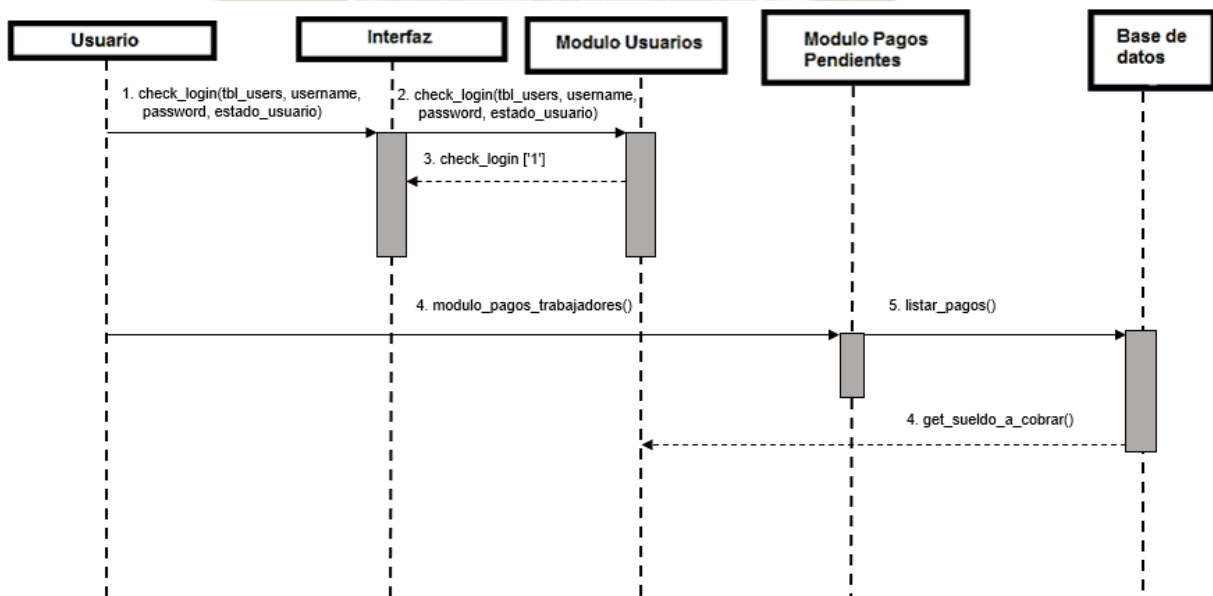 Usuario
Interfaz
Modulo Usuarios
Modulo Pagos
Pendientes
Base de
datos
1. check_login(tbl_users, username,
password, estado_usuario)
2. check_login(tbl_users, username,
password, estado_usuario)
3. check_login ['1']
4. modulo_pagos_trabajadores()
5. listar_pagos()
4. get_sueldo_a_cobrar()